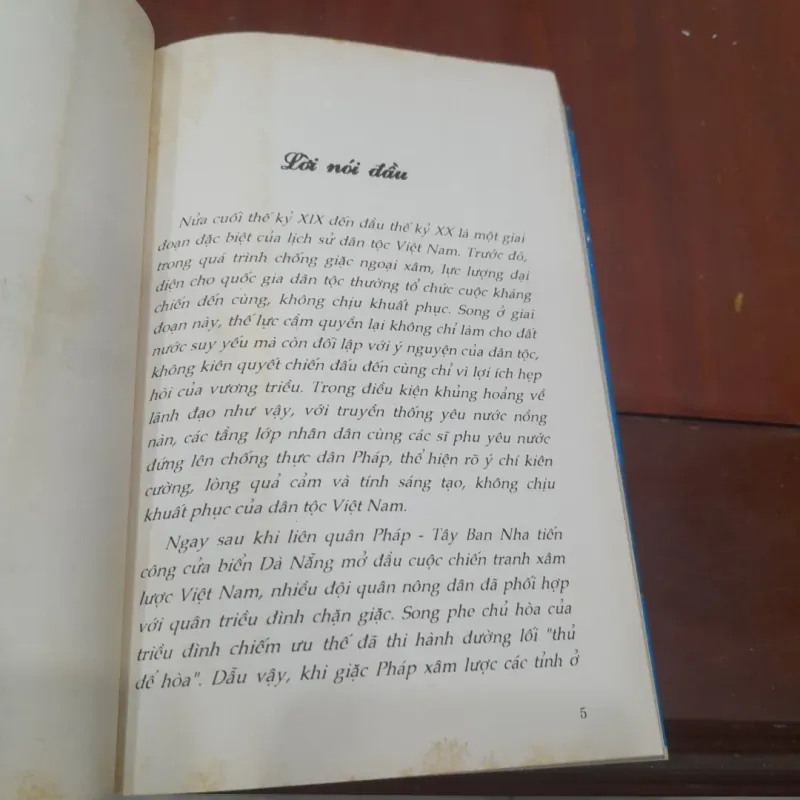 Lời nói đầu
Nửa cuối thế kỷ XIX đến đầu thế kỷ XX là một giai
đoạn đặc biệt của lịch sử dân tộc Việt Nam. Trước đó,
trong quá trình chống giặc ngoại xâm, lực lượng đại
diện cho quốc gia dân tộc thường tổ chức cuộc kháng
chiến đến cùng, không chịu khuất phục. Song ở giai
đoạn này, thế lực cầm quyền lại không chỉ làm cho đất
nước suy yếu mà còn đối lập với ý nguyện của dân tộc,
không kiên quyết chiến đấu đến cùng chỉ vì lợi ích hẹp
hòi của vương triều. Trong điều kiện khủng hoảng về
lãnh đạo như vậy, với truyền thống yêu nước nồng
nàn, các tầng lớp nhân dân cùng các sĩ phu yêu nước
đứng lên chống thực dân Pháp, thể hiện rõ ý chí kiên
cường, lòng quả cảm và tính sáng tạo, không chịu
khuất phục của dân tộc Việt Nam.
Ngay sau khi liên quân Pháp - Tây Ban Nha tiến
công cửa biển Đà Nẵng mở đầu cuộc chiến tranh xâm
lược Việt Nam, nhiều đội quân nông dân đã phối hợp
với quân triều đình chặn giặc. Song phe chủ hòa của
triều đình chiếm ưu thế đã thi hành đường lối "thủ
để hòa". Dẫu vậy, khi giặc Pháp xâm lược các tỉnh ở
5